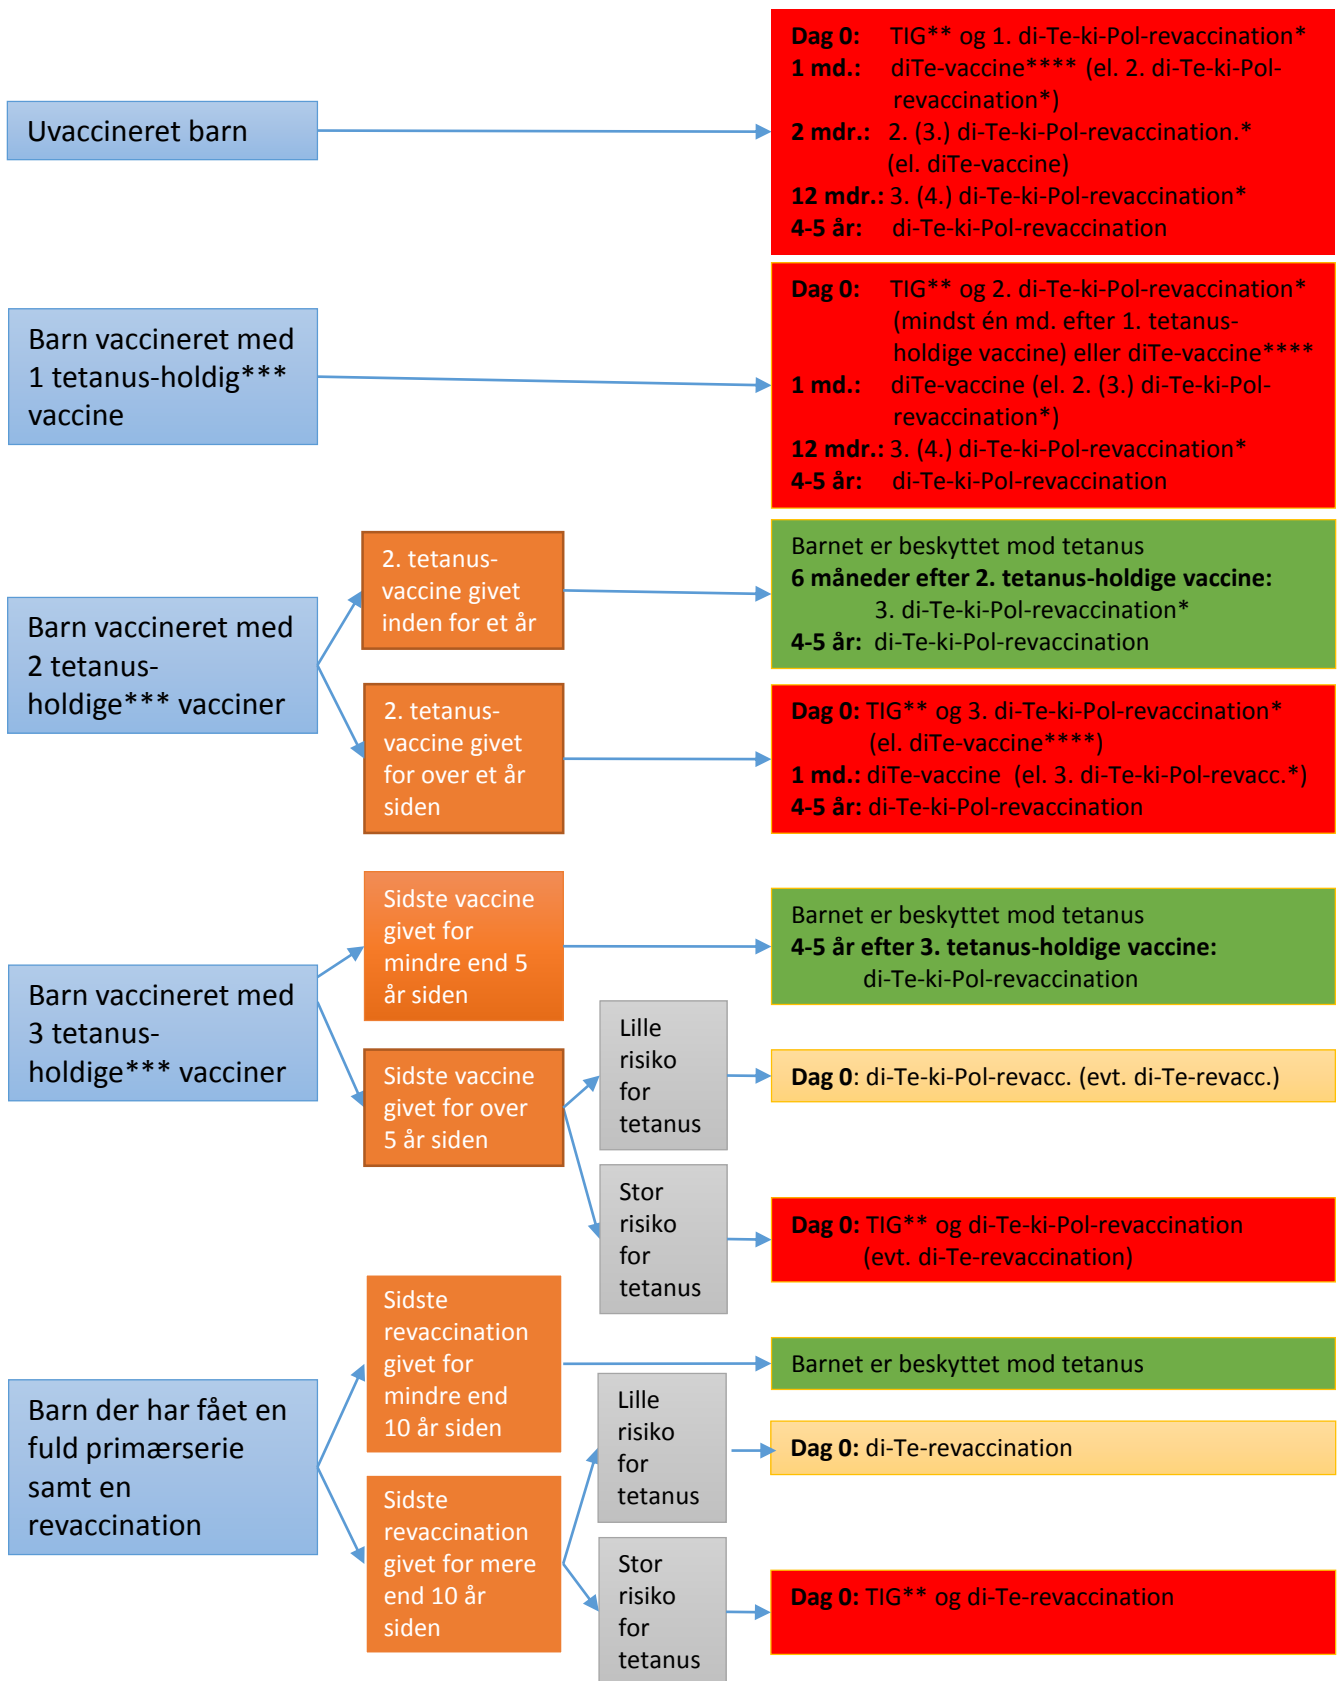 Uvaccineret barn
Dag 0: TIG** og 1. di-Te-ki-Pol-revaccination*
1 md.: diTe-vaccine**** (el. 2. di-Te-ki-Pol-
revaccination*)
2 mdr.: 2. (3.) di-Te-ki-Pol-revaccination.*
(el. diTe-vaccine)
12 mdr.: 3. (4.) di-Te-ki-Pol-revaccination*
4-5 år: di-Te-ki-Pol-revaccination
Barn vaccineret med
1 tetanus-holdig***
vaccine
Dag 0: TIG** og 2. di-Te-ki-Pol-revaccination*
(mindst én md. efter 1. tetanus-
holdige vaccine) eller diTe-vaccine****
1 md.: diTe-vaccine (el. 2. (3.) di-Te-ki-Pol-
revaccination*)
12 mdr.: 3. (4.) di-Te-ki-Pol-revaccination*
4-5 år: di-Te-ki-Pol-revaccination
Barn vaccineret med
2 tetanus-
holdige*** vacciner
2. tetanus-
vaccine givet
inden for et år
Barnet er beskyttet mod tetanus
6 måneder efter 2. tetanus-holdige vaccine:
3. di-Te-ki-Pol-revaccination*
4-5 år: di-Te-ki-Pol-revaccination
2. tetanus-
vaccine givet
for over et år
siden
Dag 0: TIG** og 3. di-Te-ki-Pol-revaccination*
(el. diTe-vaccine****)
1 md.: diTe-vaccine (el. 3. di-Te-ki-Pol-revacc.*)
4-5 år: di-Te-ki-Pol-revaccination
Barn vaccineret med
3 tetanus-
holdige*** vacciner
Sidste vaccine
givet for
mindre end 5
år siden
Barnet er beskyttet mod tetanus
4-5 år efter 3. tetanus-holdige vaccine:
di-Te-ki-Pol-revaccination
Sidste vaccine
givet for over
5 år siden
Lille
risiko
for
tetanus
Dag 0: di-Te-ki-Pol-revacc. (evt. di-Te-revacc.)
Stor
risiko
for
tetanus
Dag 0: TIG** og di-Te-ki-Pol-revaccination
(evt. di-Te-revaccination)
Barn der har fået en
fuld primærserie
samt en
revaccination
Sidste
revaccination
givet for
mindre end
10 år siden
Barnet er beskyttet mod tetanus
Sidste
revaccination
givet for mere
end 10 år
siden
Lille
risiko
for
tetanus
Dag 0: di-Te-revaccination
Stor
risiko
for
tetanus
Dag 0: TIG** og di-Te-revaccination